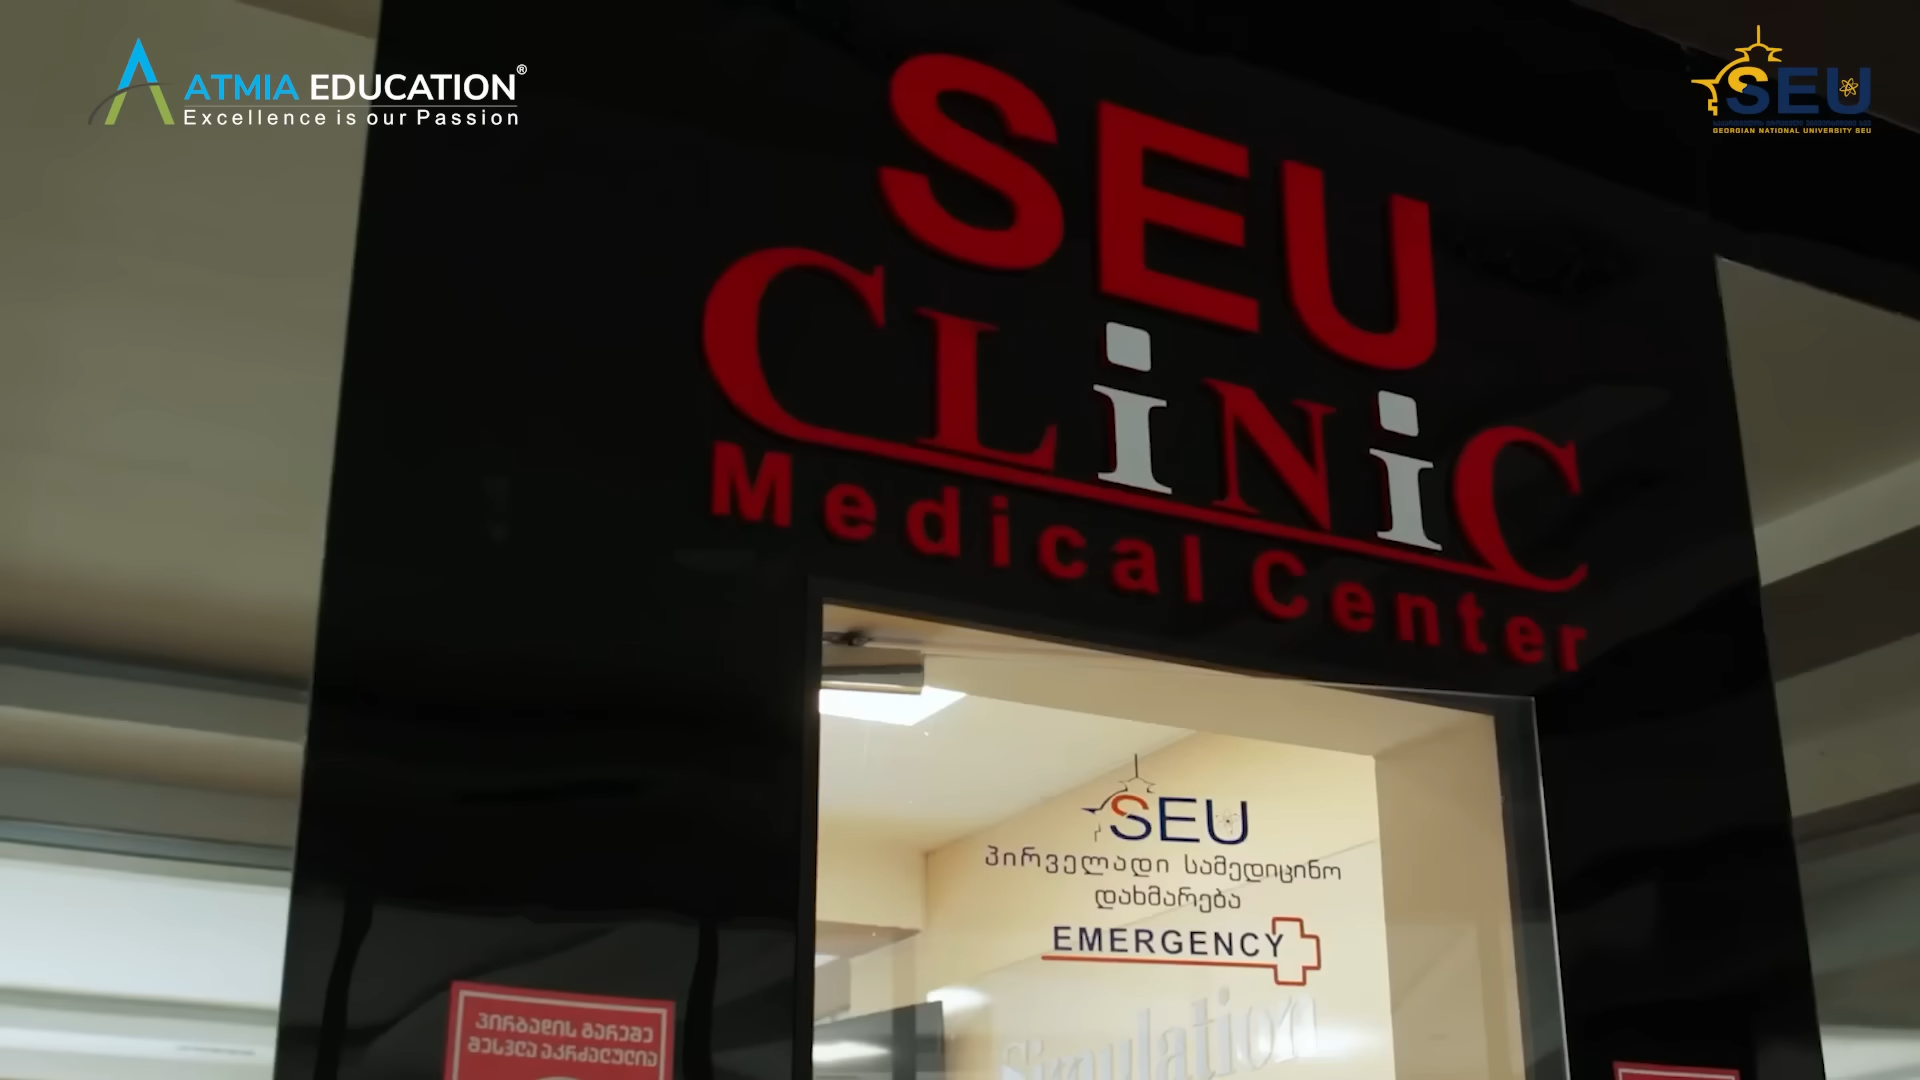 ATMIA EDUCATION®
Excellence is our Passion
SEU
GEORGIAN NATIONAL UNIVERSITY SEU
SEU
CLiNiC
Medical Center
SEU
პირველადი სამედიცინო
დახმარება
EMERGENCY
Simulation
პირბადის გარეშე
შესვლა აკრძალულია